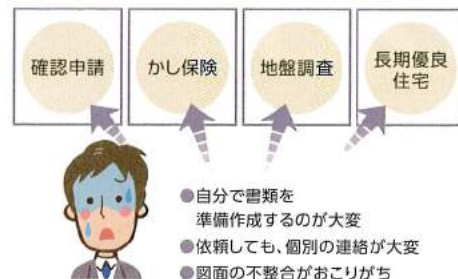 確認申請
かし保険
地盤調査
長期優良
住宅
●自分で書類を
準備作成するのが大変
●依頼しても、個別の連絡が大変
●図面の不整合がおこりがち